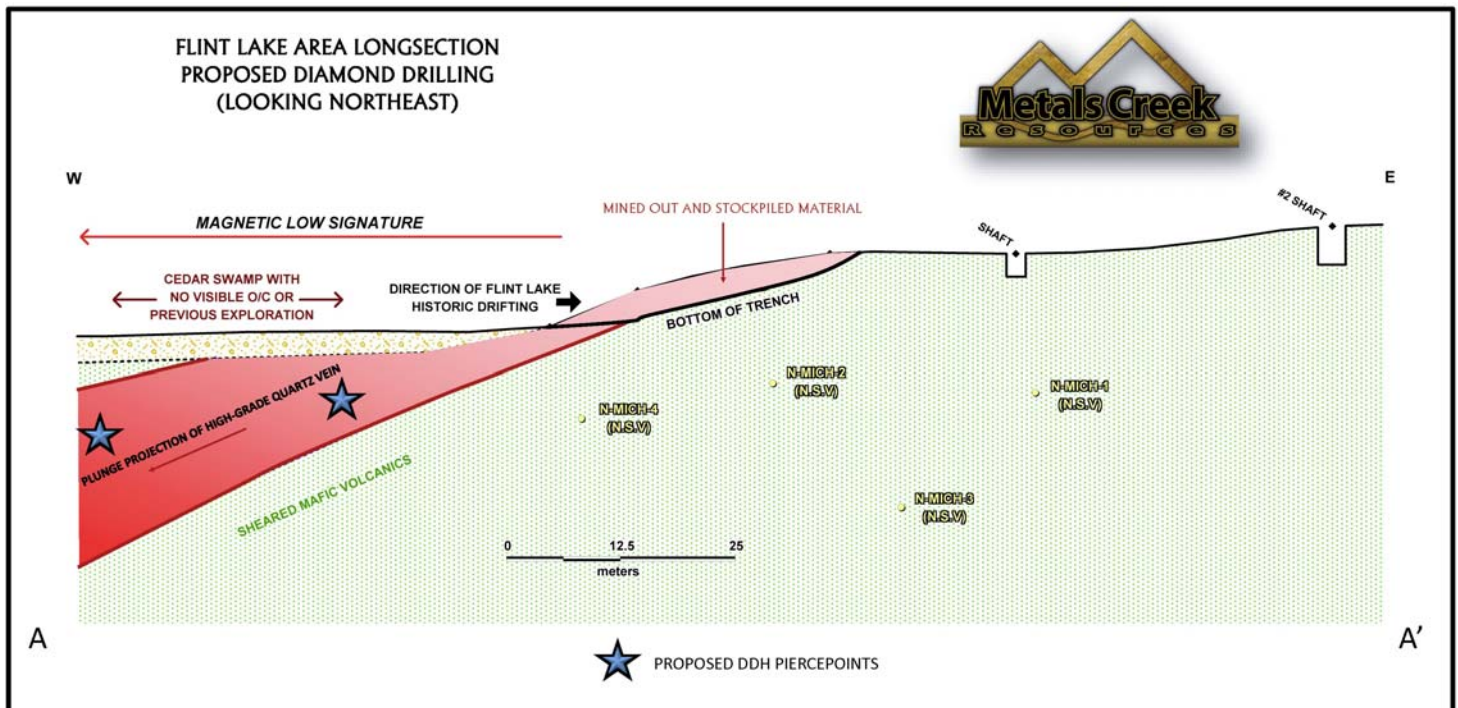 FLINT LAKE AREA LONGSECTION
PROPOSED DIAMOND DRILLING
(LOOKING NORTHEAST)
Metals Creek
Resources
W
E
MAGNETIC LOW SIGNATURE
MINED OUT AND STOCKPILED MATERIAL
SHAFT
#2 SHAFT
CEDAR SWAMP WITH
NO VISIBLE O/C OR
PREVIOUS EXPLORATION
DIRECTION OF FLINT LAKE
HISTORIC DRIFTING
BOTTOM OF TRENCH
PLUNGE PROJECTION OF HIGH-GRADE QUARTZ VEIN
SHEARED MAFIC VOLCANICS
N-MICH-4
(N.S.V)
N-MICH-2
(N.S.V)
N-MICH-1
(N.S.V)
N-MICH-3
(N.S.V)
0 12.5 25
meters
A
A'
PROPOSED DDH PIERCEPOINTS